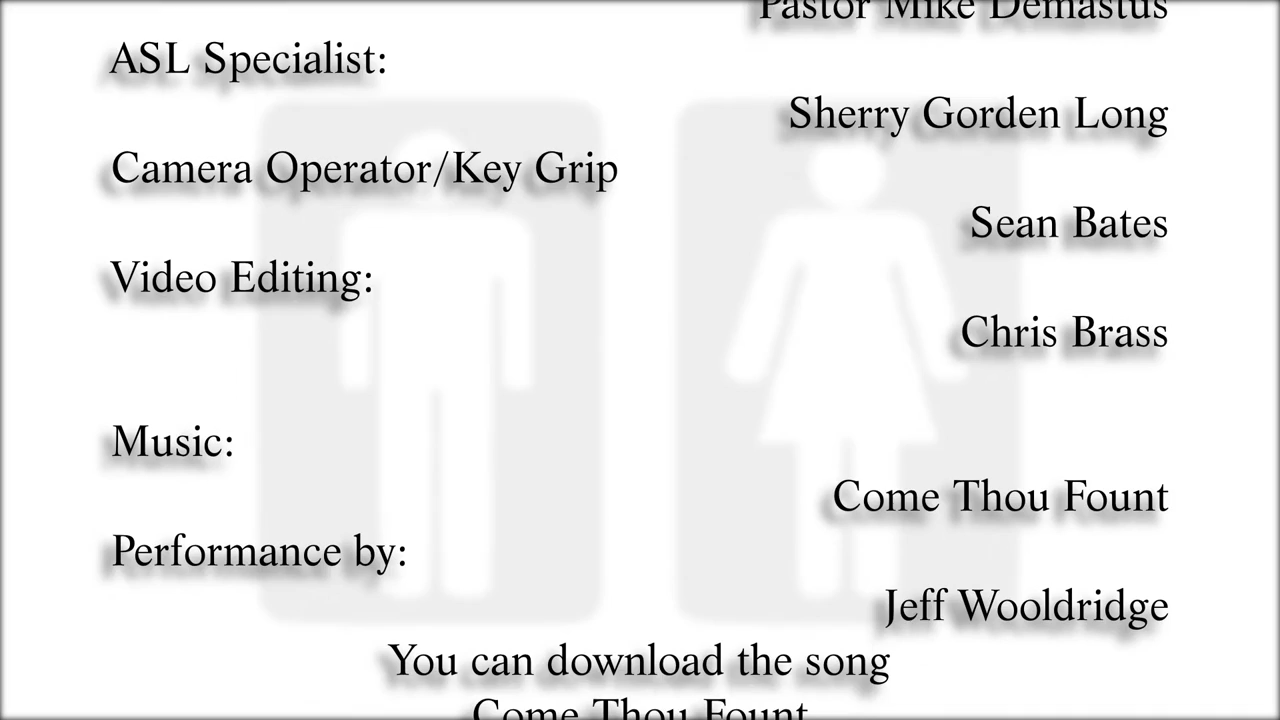 Pastor Mike Demastus
ASL Specialist:
Sherry Gorden Long
Camera Operator/Key Grip
Sean Bates
Video Editing:
Chris Brass
Music:
Come Thou Fount
Performance by:
Jeff Wooldridge
You can download the song
Come Thou Fount